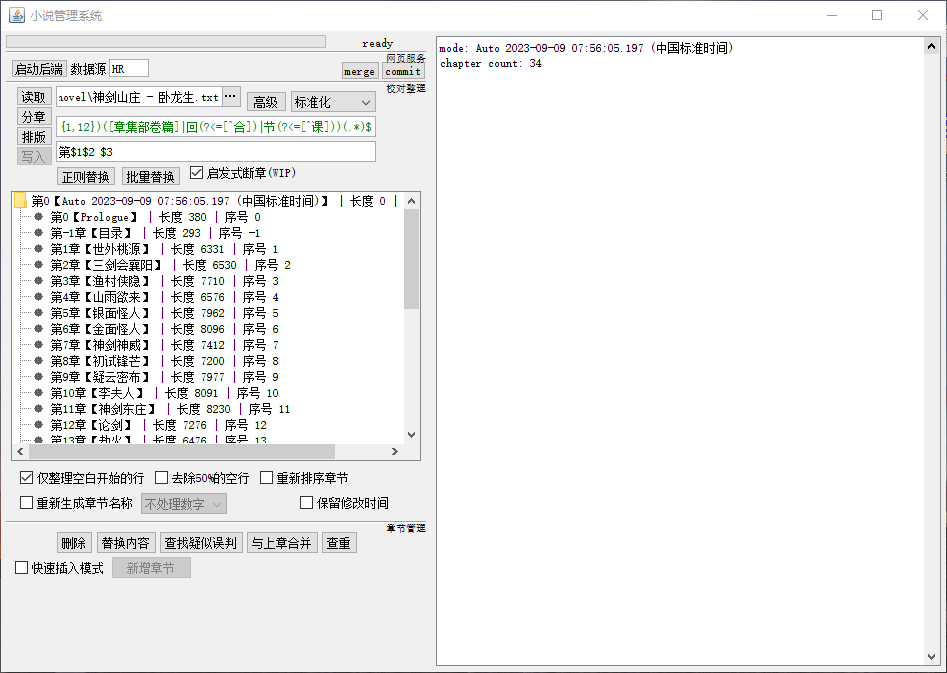 小说管理系统
ready
网页服务
启动后端 数据源 HR merge commit
校对整理
读取 novel\神剑山庄 - 卧龙生.txt ... 高级 标准化
分章 {1,12})([章集部卷篇]|回(?<=[^合])|节(?<=[^课]))(.*)$
排版
写入 第$1$2 $3
正则替换 批量替换 启发式断章(WIP)
第0【Auto 2023-09-09 07:56:05.197 (中国标准时间)】 | 长度 0 |
第0【Prologue】 | 长度 380 | 序号 0
第-1章【目录】 | 长度 293 | 序号 -1
第1章【世外桃源】 | 长度 6331 | 序号 1
第2章【三剑会襄阳】 | 长度 6530 | 序号 2
第3章【渔村侠隐】 | 长度 7710 | 序号 3
第4章【山雨欲来】 | 长度 6576 | 序号 4
第5章【银面怪人】 | 长度 7962 | 序号 5
第6章【金面怪人】 | 长度 8096 | 序号 6
第7章【神剑神威】 | 长度 7412 | 序号 7
第8章【初试锋芒】 | 长度 7200 | 序号 8
第9章【疑云密布】 | 长度 7977 | 序号 9
第10章【李夫人】 | 长度 8091 | 序号 10
第11章【神剑东庄】 | 长度 8230 | 序号 11
第12章【论剑】 | 长度 7276 | 序号 12
第13章【劫火】 | 长度 6476 | 序号 13
仅整理空白开始的行 去除50%的空行 重新排序章节
重新生成章节名称 不处理数字 保留修改时间
章节管理
删除 替换内容 查找疑似误判 与上章合并 查重
快速插入模式 新增章节
mode: Auto 2023-09-09 07:56:05.197 (中国标准时间)
chapter count: 34